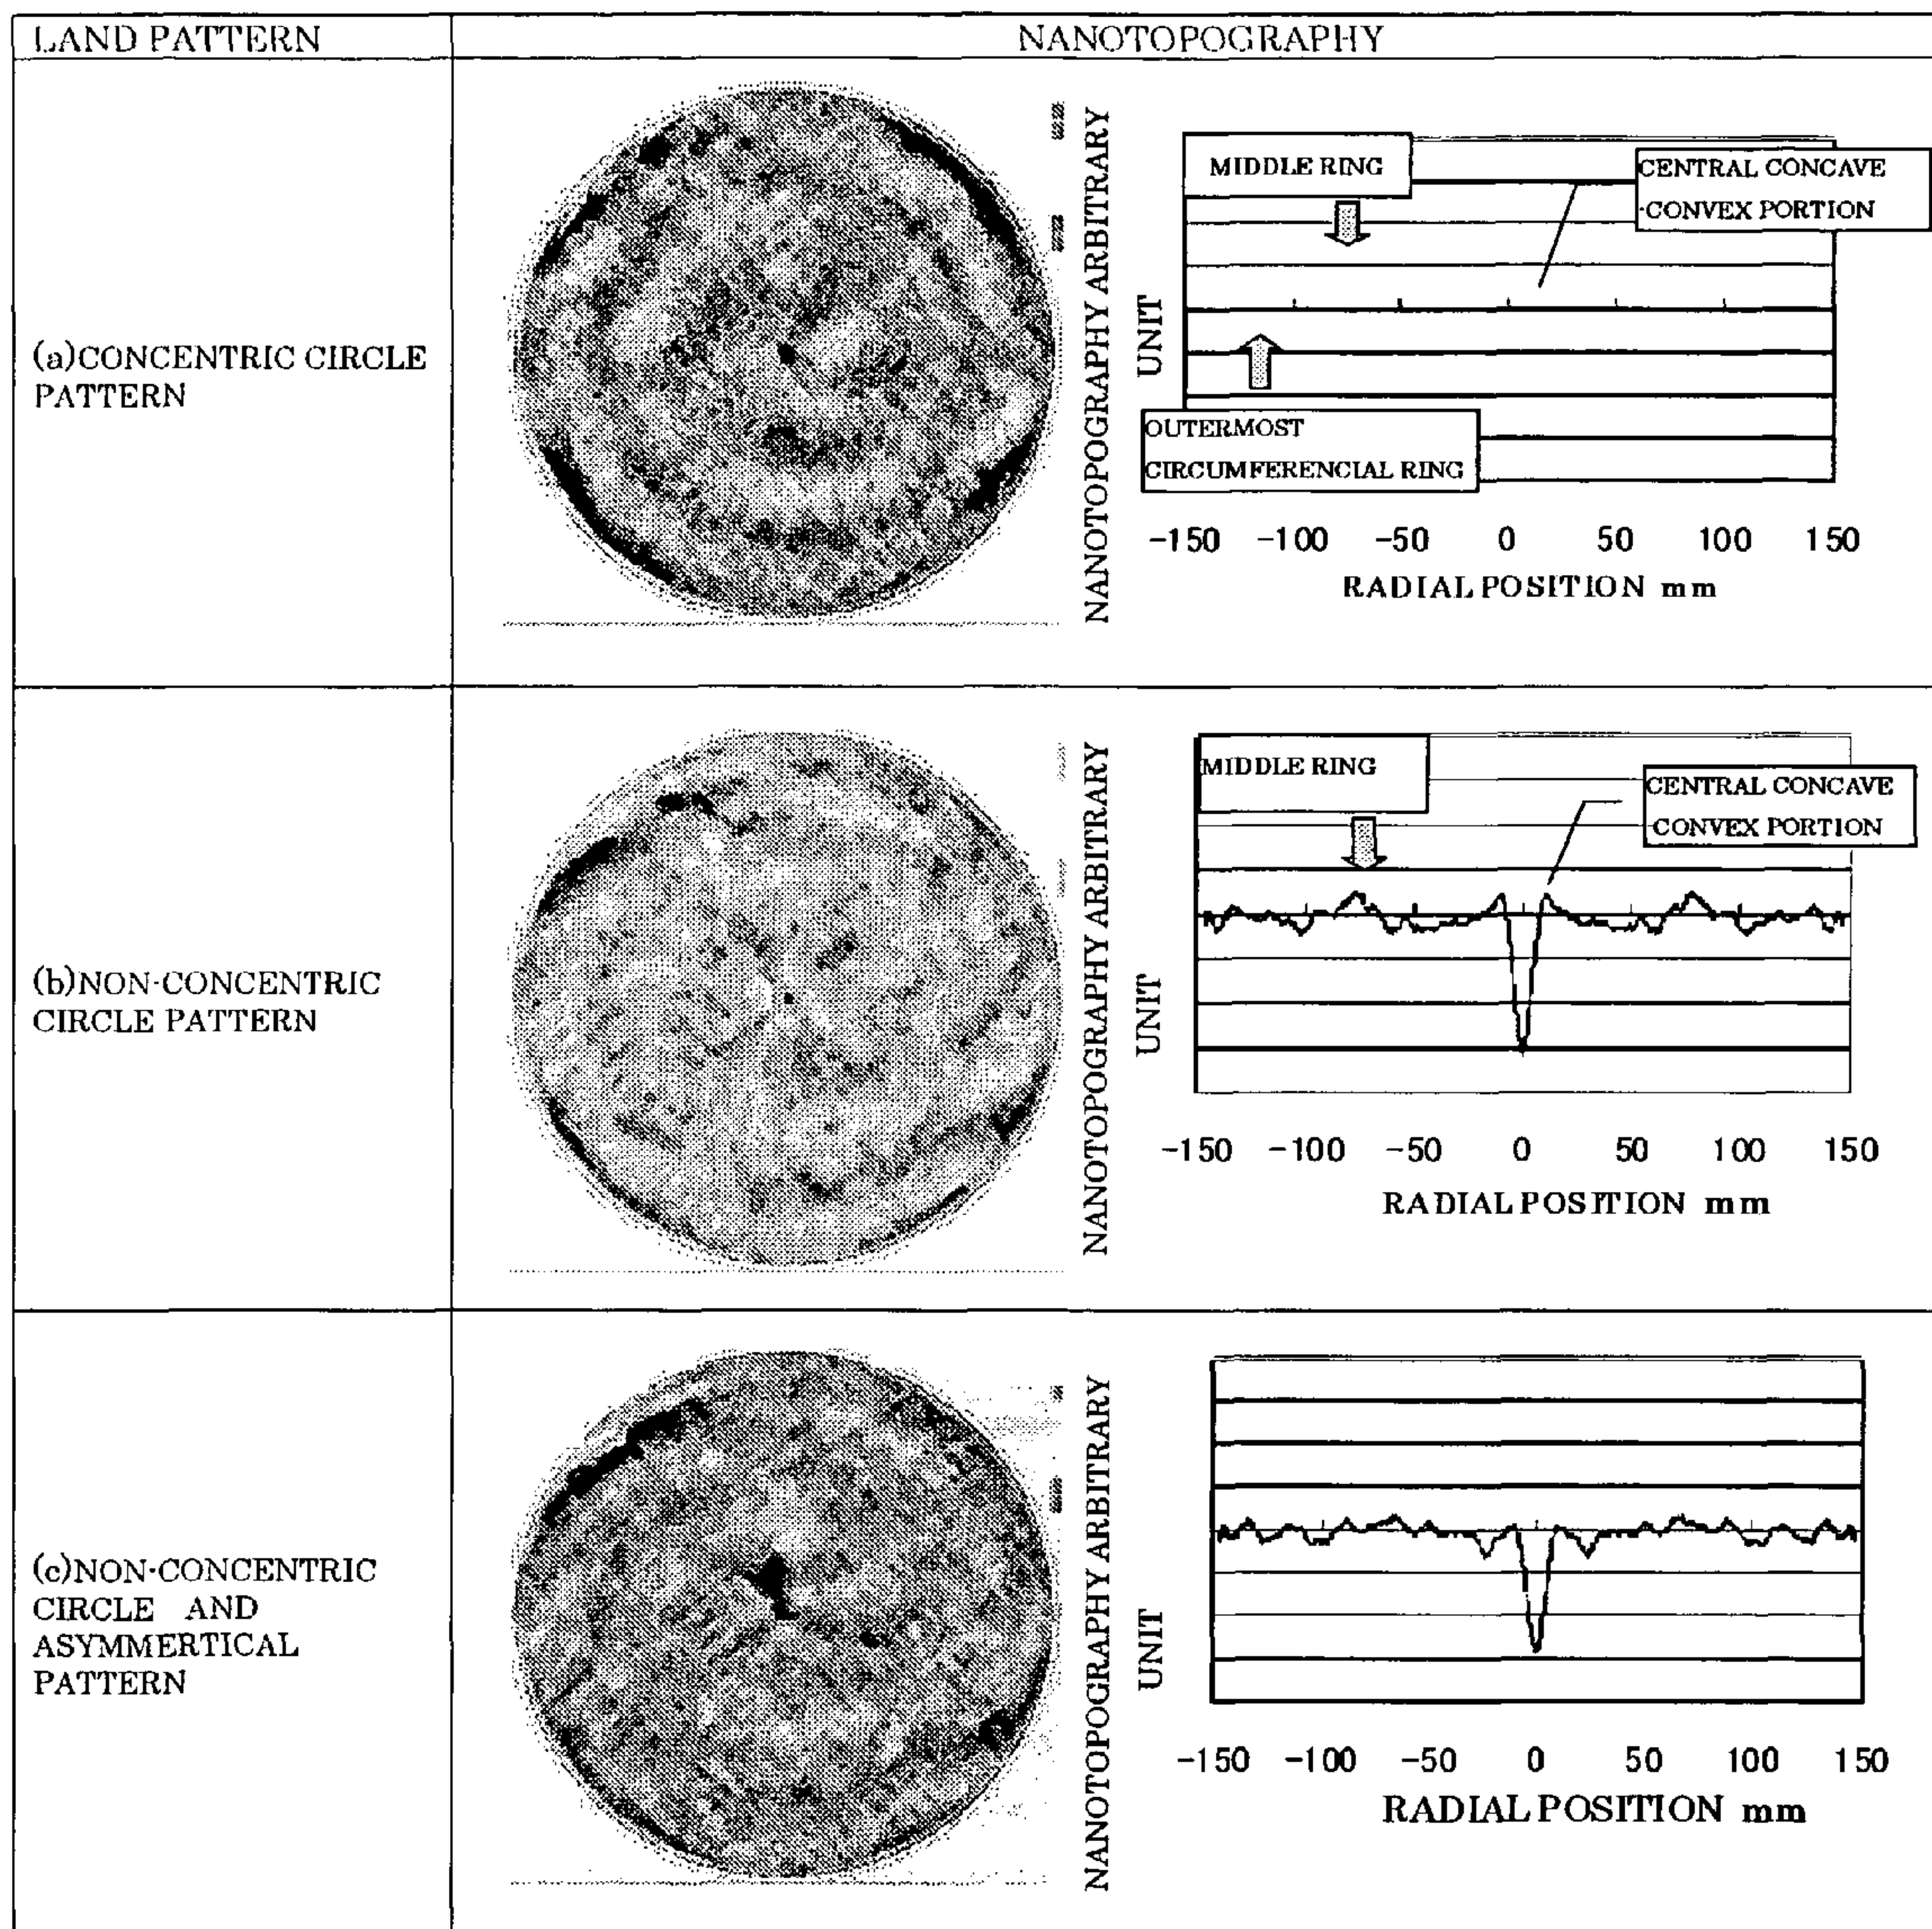 LAND PATTERN
NANOTOPOGRAPHY
(a)CONCENTRIC CIRCLE
PATTERN
NANOTOPOGRAPHY ARBITRARY
UNIT
MIDDLE RING
CENTRAL CONCAVE
·CONVEX PORTION
OUTERMOST
CIRCUMFERENCIAL RING
-150 -100 -50 0 50 100 150
RADIAL POSITION mm
(b)NON-CONCENTRIC
CIRCLE PATTERN
NANOTOPOGRAPHY ARBITRARY
UNIT
MIDDLE RING
CENTRAL CONCAVE
·CONVEX PORTION
-150 -100 -50 0 50 100 150
RADIAL POSITION mm
(c)NON-CONCENTRIC
CIRCLE AND
ASYMMERTICAL
PATTERN
NANOTOPOGRAPHY ARBITRARY
UNIT
-150 -100 -50 0 50 100 150
RADIAL POSITION mm